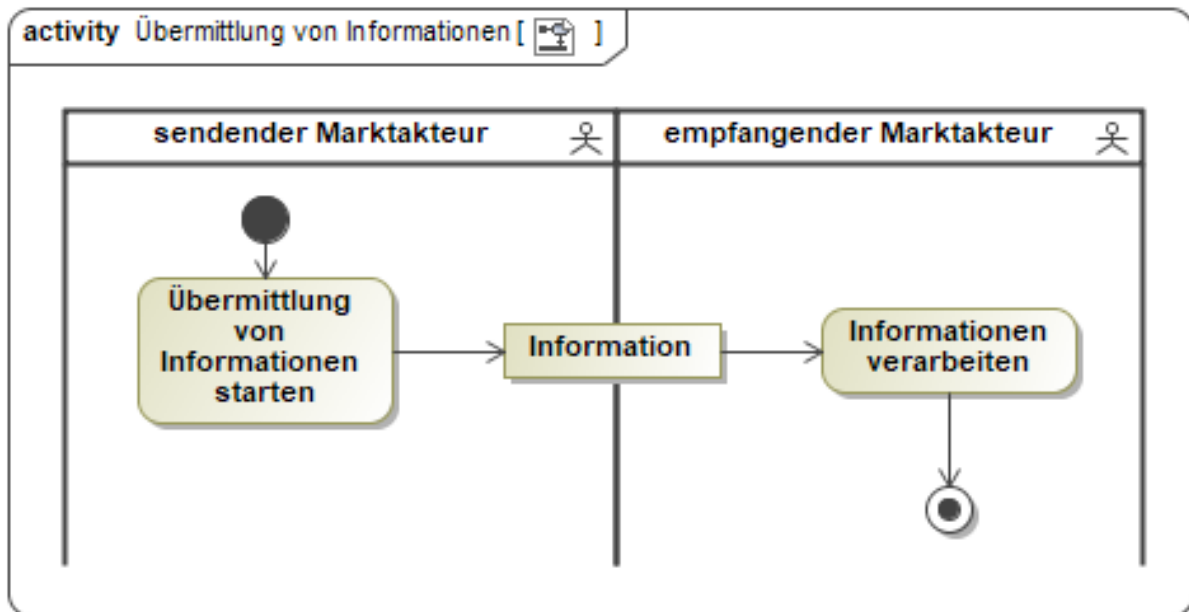 activity Übermittlung von Informationen [ ]
sendender Marktakteur
empfangender Marktakteur
Übermittlung
von
Informationen
starten
Information
Informationen
verarbeiten